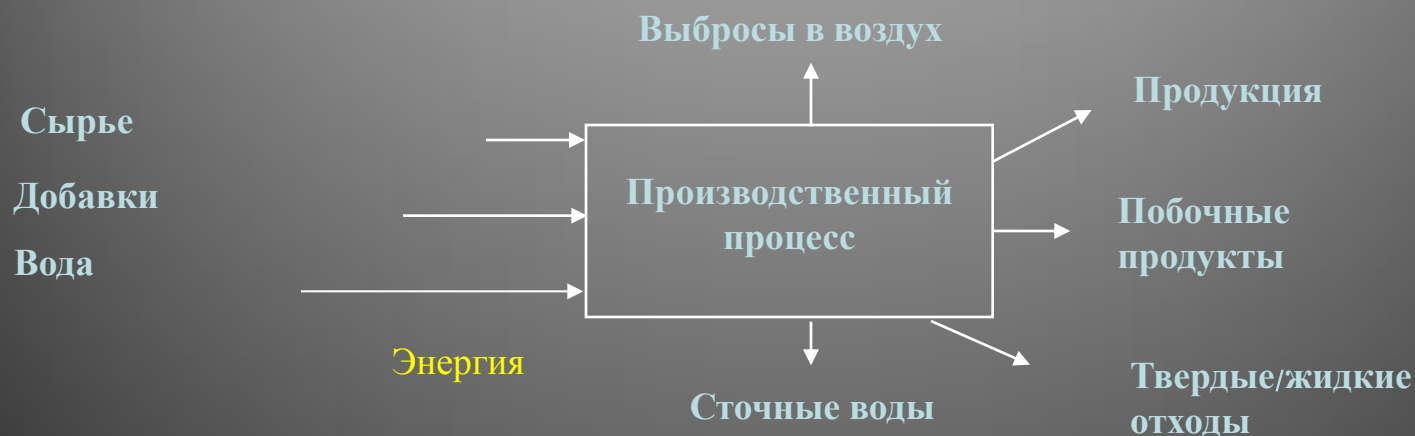 Выбросы в воздух
Сырье
Добавки
Вода
Энергия
Производственный
процесс
Продукция
Побочные
продукты
Твердые/жидкие
отходы
Сточные воды